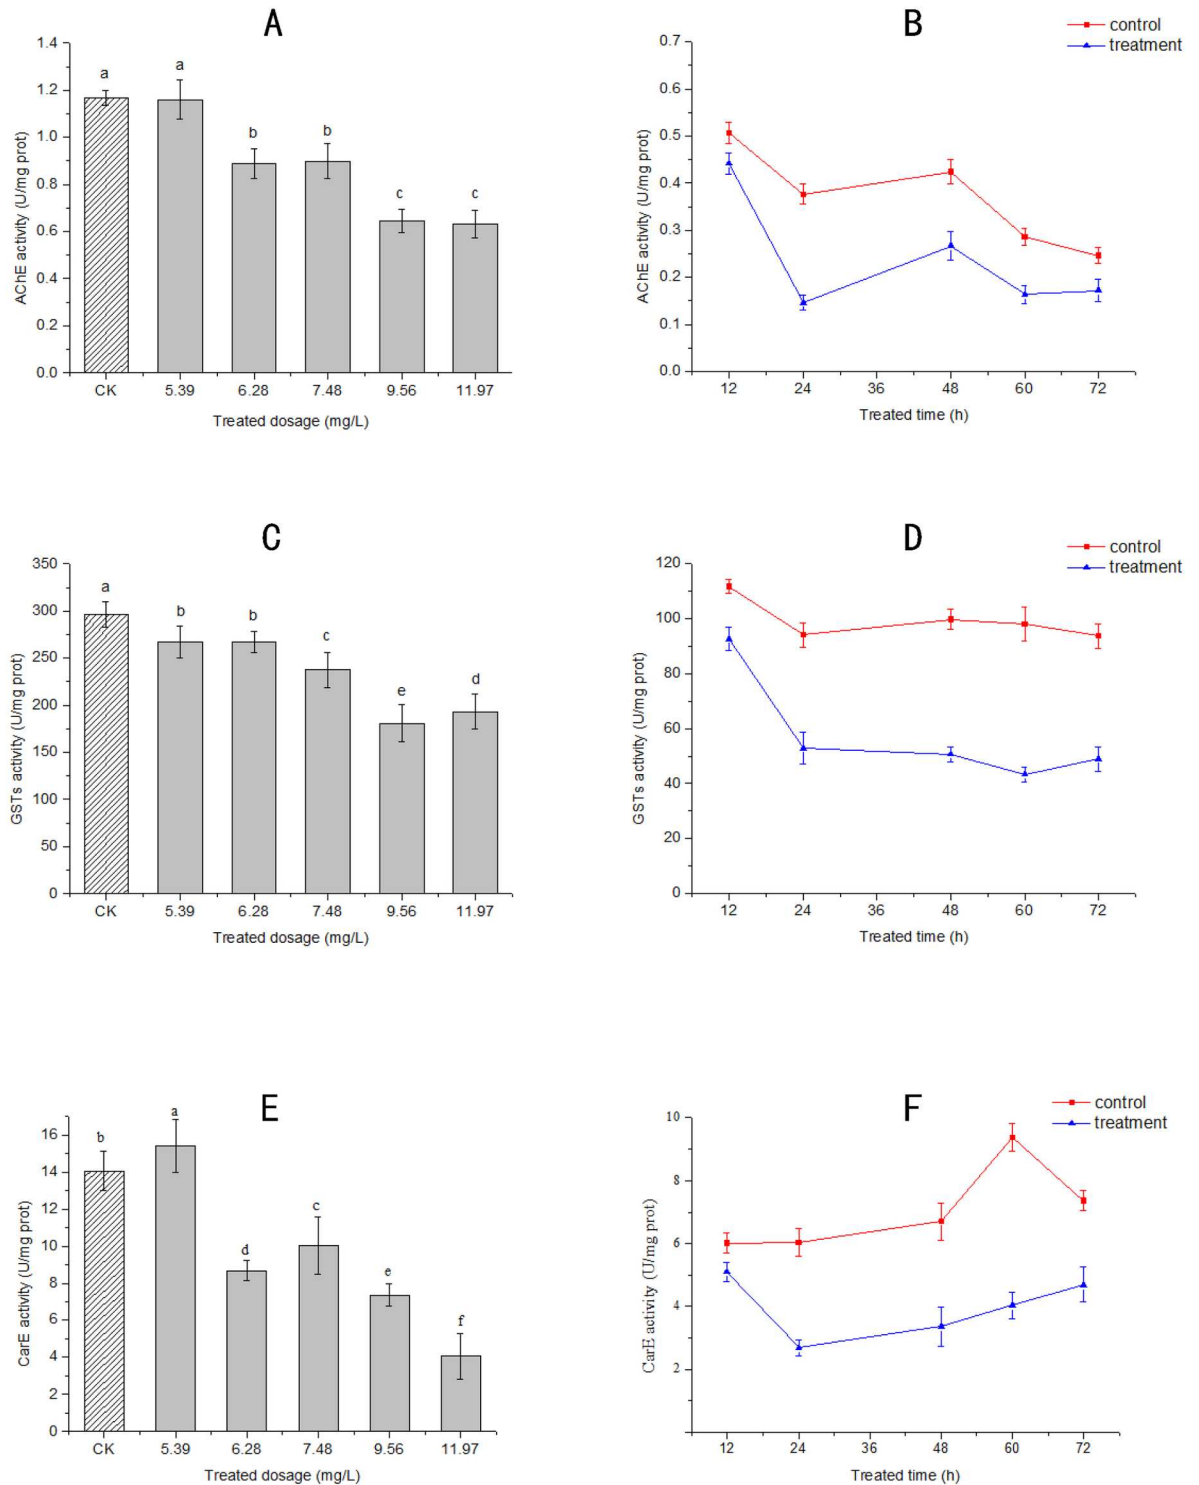 A
1.4
1.2
1.0
0.8
0.6
0.4
0.2
0.0
AChE activity (U/mg prot)
a
a
b
b
c
c
CK 5.39 6.28 7.48 9.56 11.97
Treated dosage (mg/L)
B
control
treatment
0.7
0.6
0.5
0.4
0.3
0.2
0.1
0.0
AChE activity (U/mg prot)
12 24 36 48 60 72
Treated time (h)
C
350
300
250
200
150
100
50
0
GSTs activity (U/mg prot)
a
b
b
c
e
d
CK 5.39 6.28 7.48 9.56 11.97
Treated dosage (mg/L)
D
control
treatment
120
100
80
60
40
20
0
GSTs activity (U/mg prot)
12 24 36 48 60 72
Treated time (h)
E
16
14
12
10
8
6
4
2
0
CarE activity (U/mg prot)
b
a
d
c
e
f
CK 5.39 6.28 7.48 9.56 11.97
Treated dosage (mg/L)
F
control
treatment
10
8
6
4
2
CarE activity (U/mg prot)
12 24 36 48 60 72
Treated time (h)